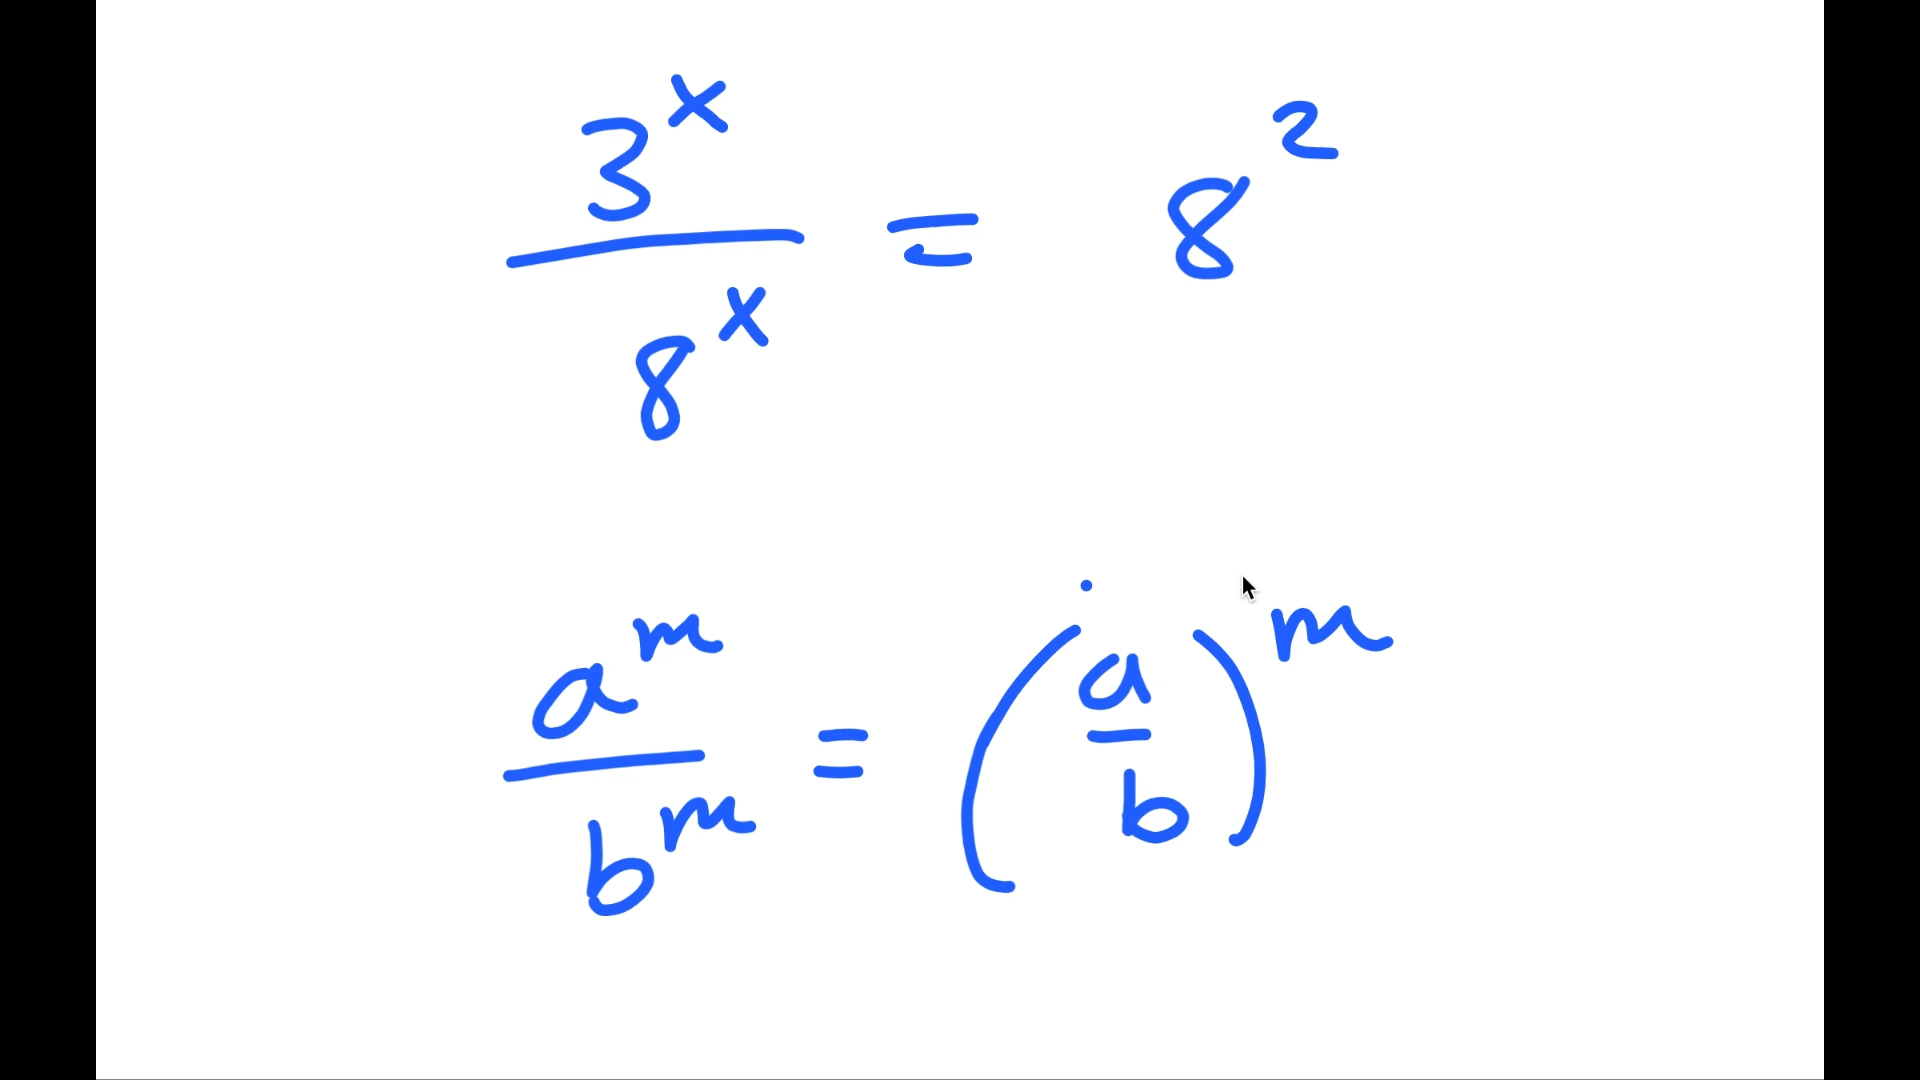 3^x / 8^x = 8^2
a^m / b^m = (a / b)^m